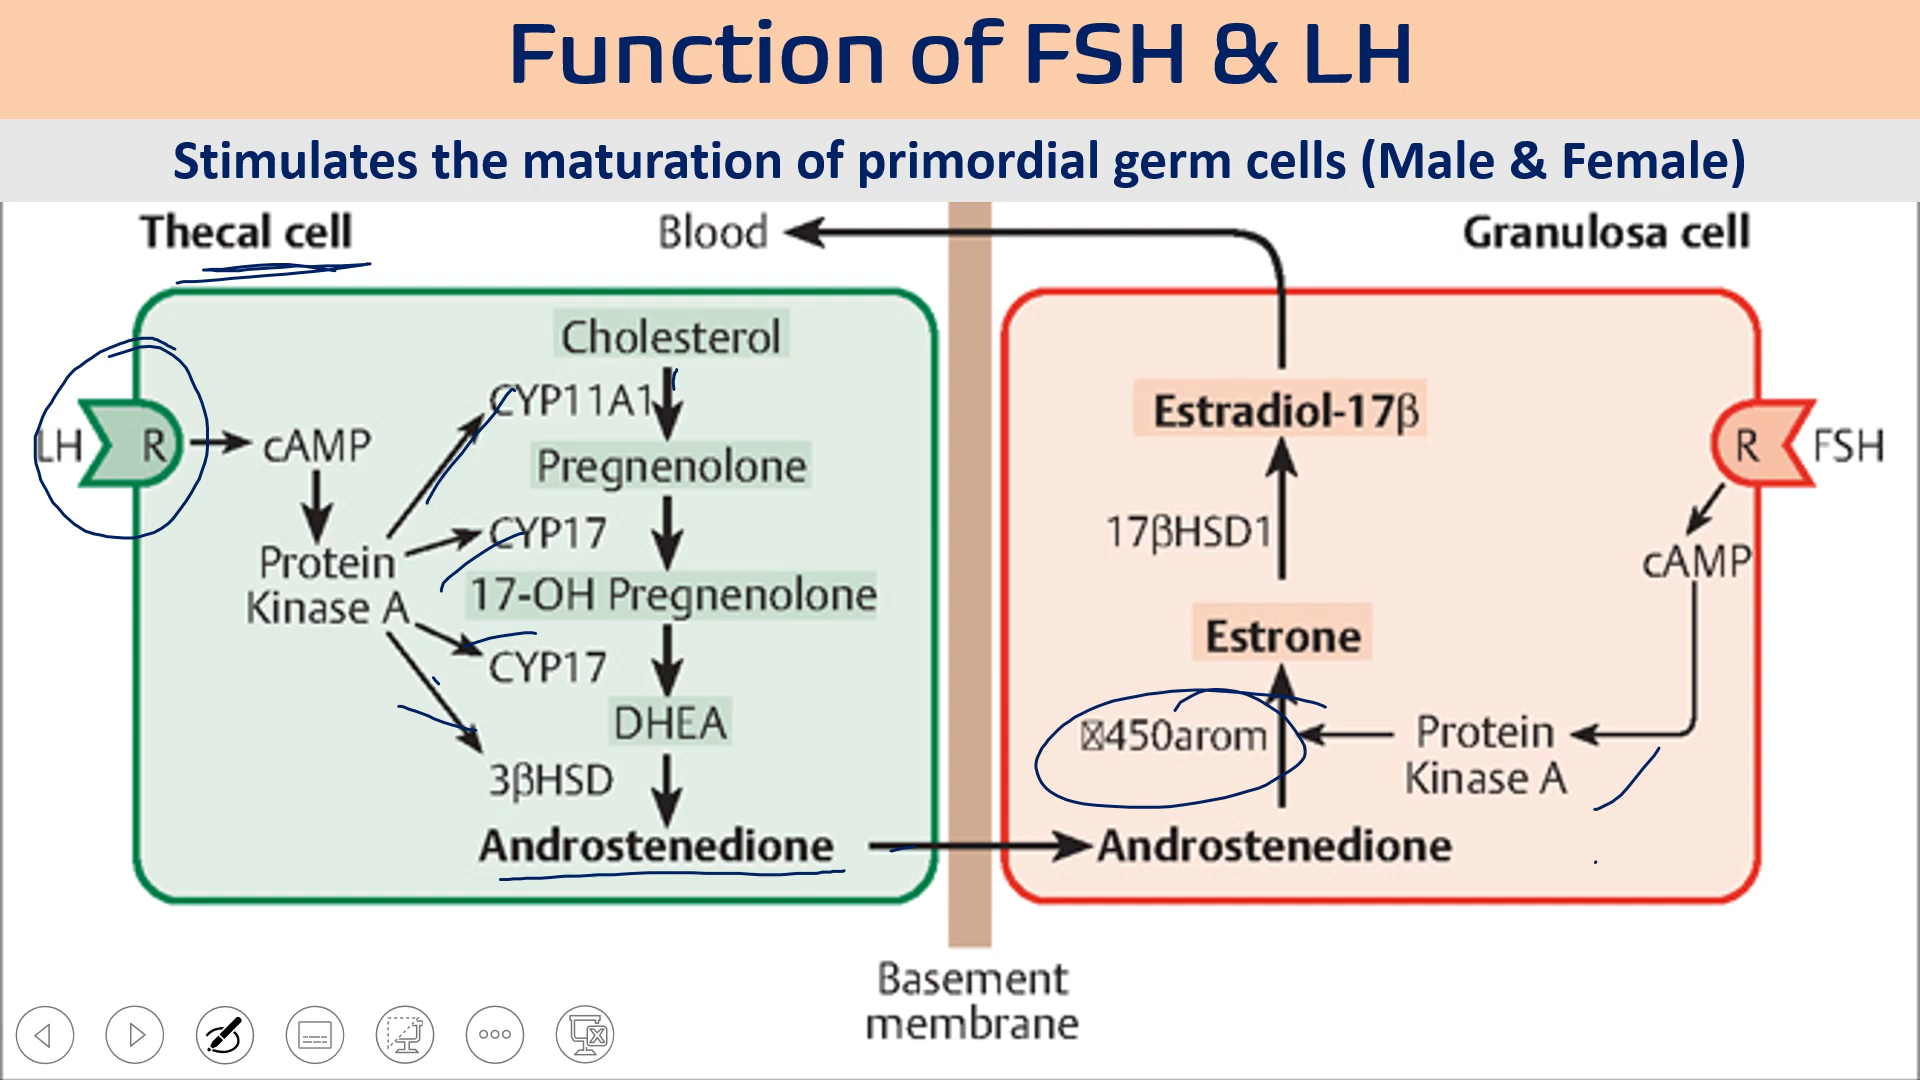 Function of FSH & LH
Stimulates the maturation of primordial germ cells (Male & Female)
Thecal cell
Blood
Granulosa cell
Cholesterol
CYP11A1
Estradiol-17β
LH
R
cAMP
Pregnenolone
R
FSH
CYP17
17βHSD1
Protein
Kinase A
cAMP
17-OH Pregnenolone
Estrone
CYP17
DHEA
450arom
Protein
Kinase A
3βHSD
Androstenedione
Androstenedione
Basement
membrane